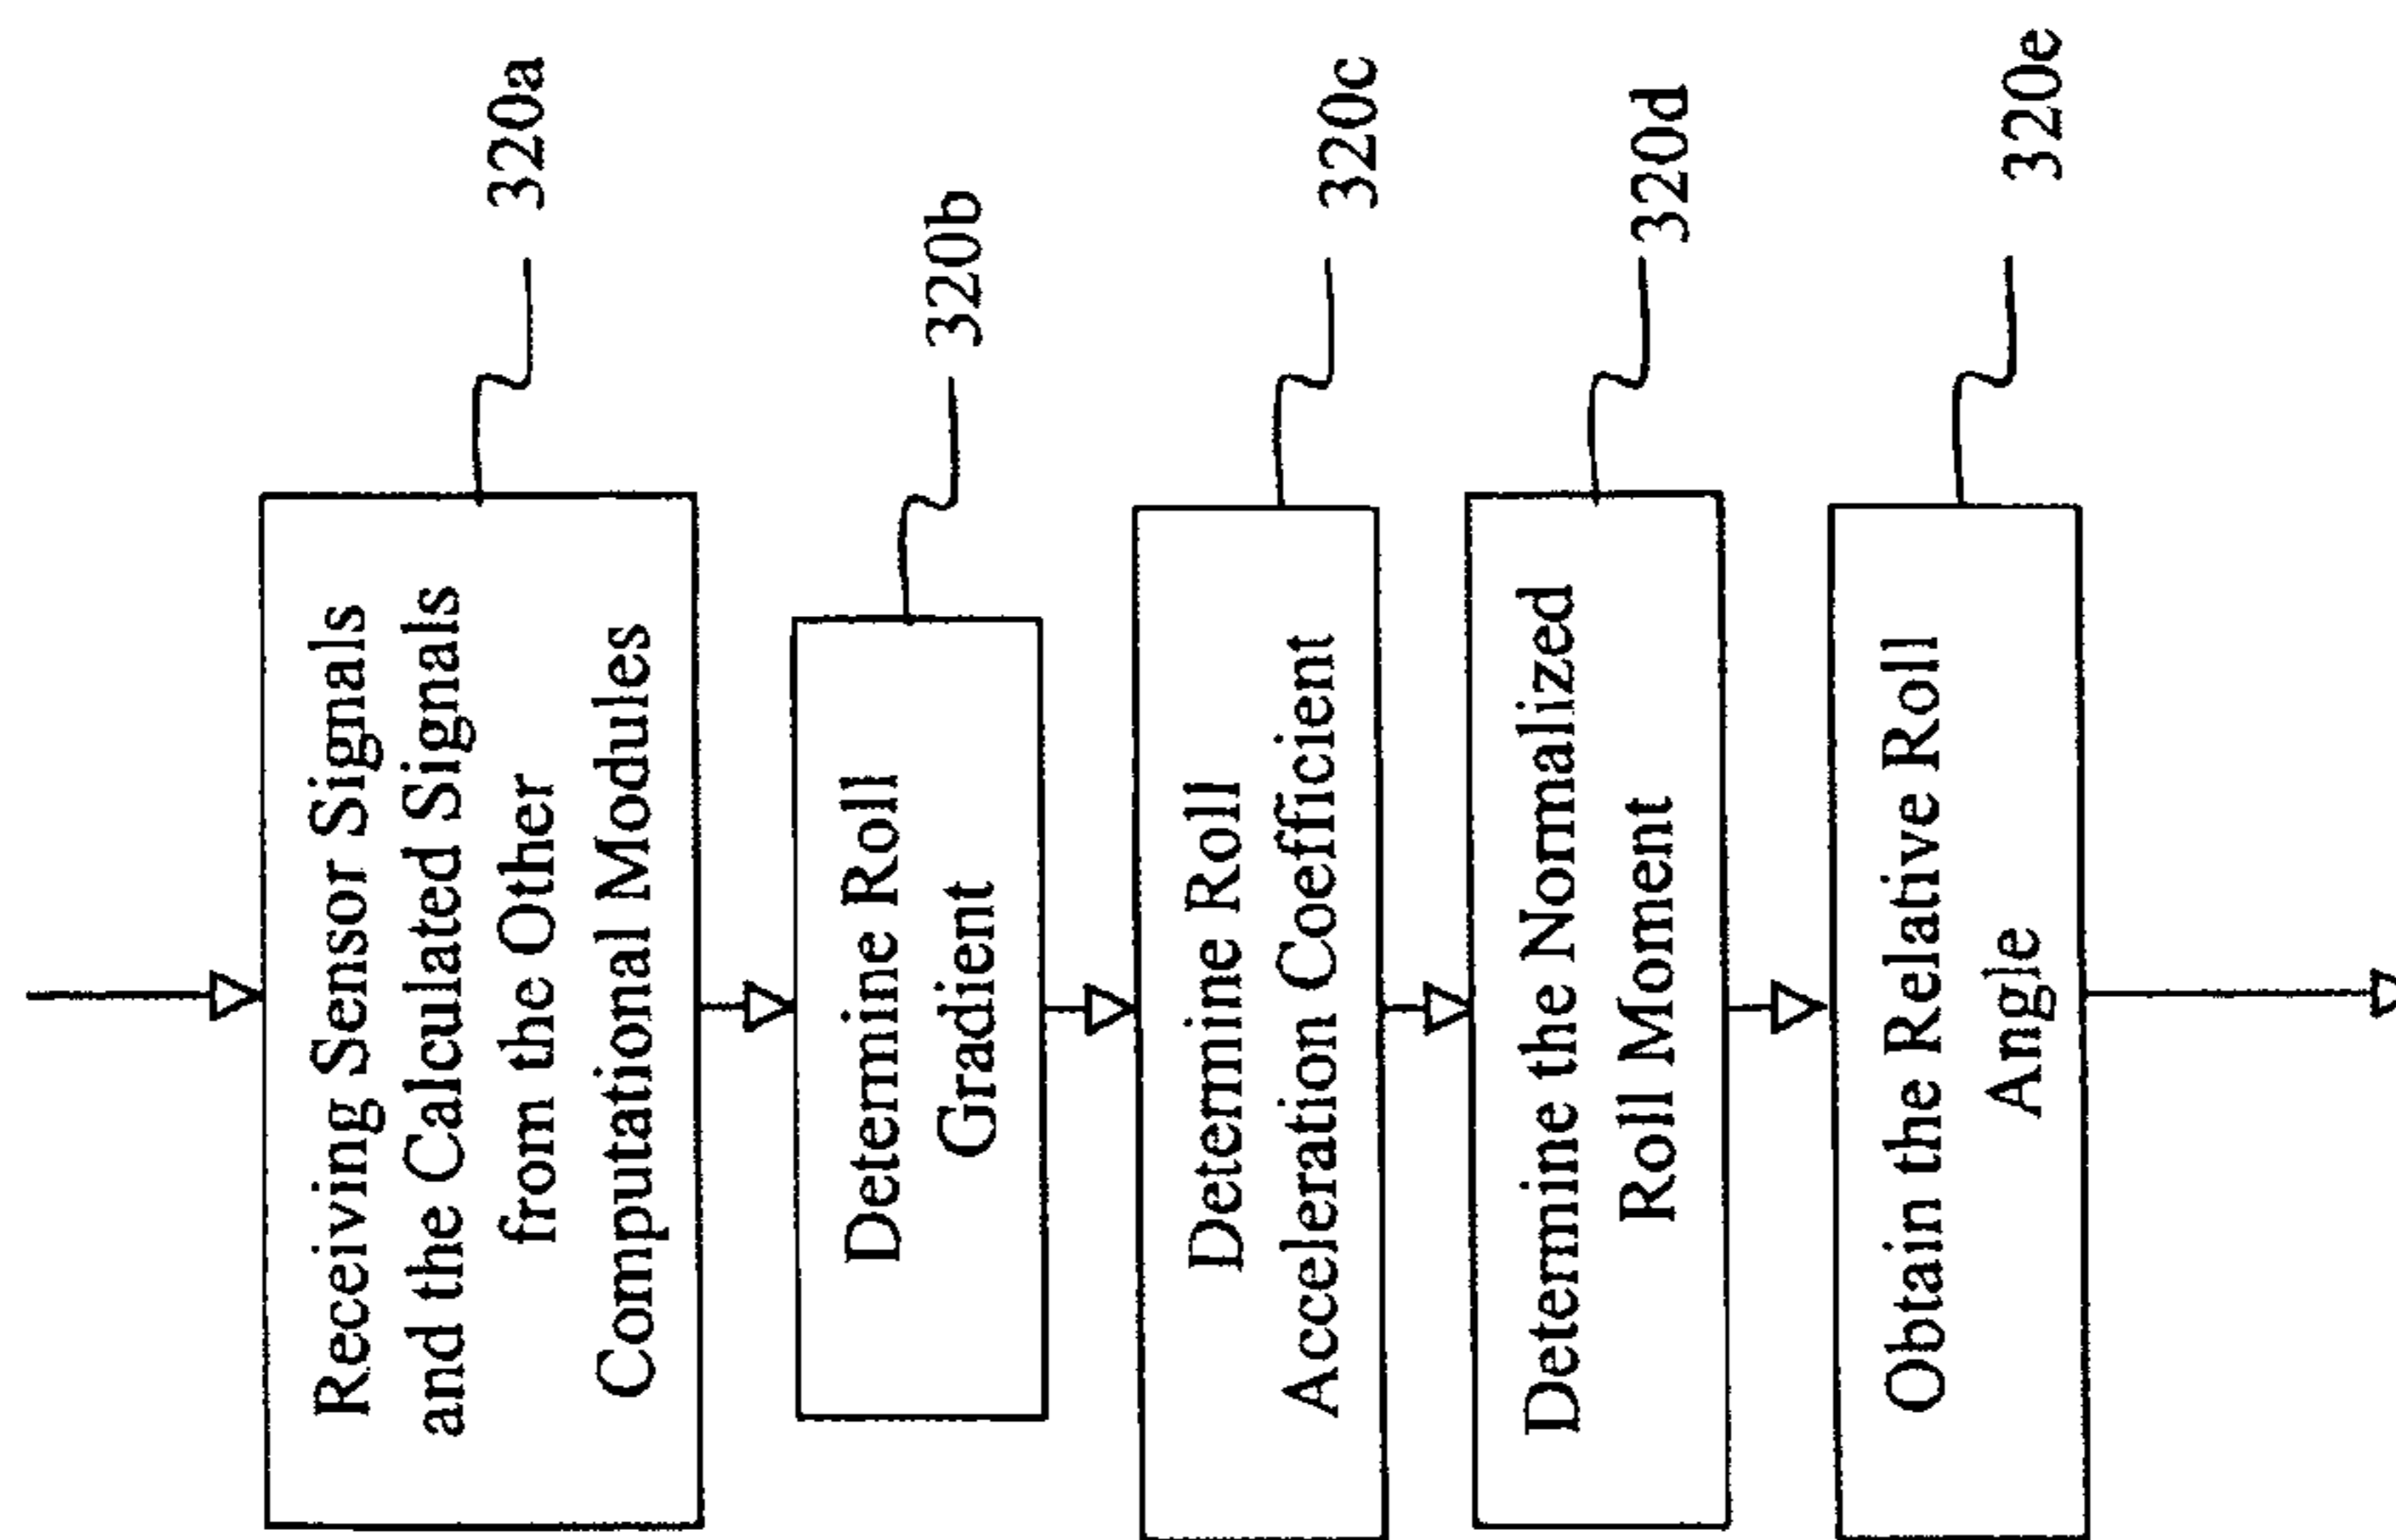 Receiving Sensor Signals
and the Calculated Signals
from the Other
Computational Modules
320a
Determine Roll
Gradient
320b
Determine Roll
Acceleration Coefficient
320c
Determine the Normalized
Roll Moment
320d
Obtain the Relative Roll
Angle
320e